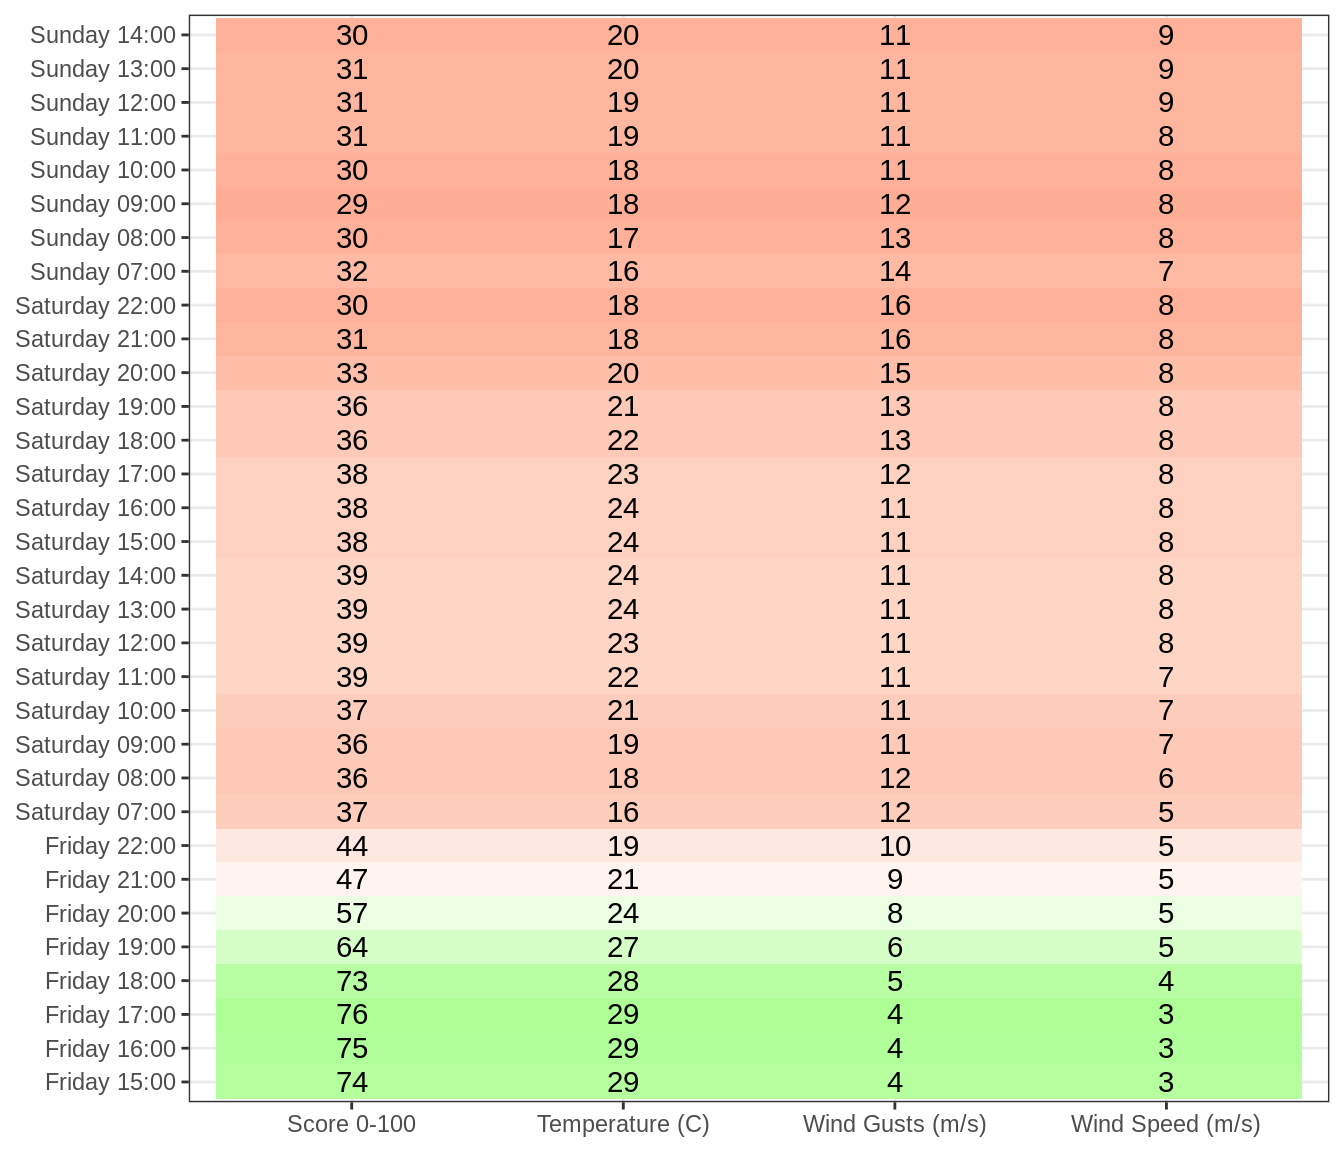 Sunday 14:00 30 20 11 9
Sunday 13:00 31 20 11 9
Sunday 12:00 31 19 11 9
Sunday 11:00 31 19 11 8
Sunday 10:00 30 18 11 8
Sunday 09:00 29 18 12 8
Sunday 08:00 30 17 13 8
Sunday 07:00 32 16 14 7
Saturday 22:00 30 18 16 8
Saturday 21:00 31 18 16 8
Saturday 20:00 33 20 15 8
Saturday 19:00 36 21 13 8
Saturday 18:00 36 22 13 8
Saturday 17:00 38 23 12 8
Saturday 16:00 38 24 11 8
Saturday 15:00 38 24 11 8
Saturday 14:00 39 24 11 8
Saturday 13:00 39 24 11 8
Saturday 12:00 39 23 11 8
Saturday 11:00 39 22 11 7
Saturday 10:00 37 21 11 7
Saturday 09:00 36 19 11 7
Saturday 08:00 36 18 12 6
Saturday 07:00 37 16 12 5
Friday 22:00 44 19 10 5
Friday 21:00 47 21 9 5
Friday 20:00 57 24 8 5
Friday 19:00 64 27 6 5
Friday 18:00 73 28 5 4
Friday 17:00 76 29 4 3
Friday 16:00 75 29 4 3
Friday 15:00 74 29 4 3
Score 0-100 Temperature (C) Wind Gusts (m/s) Wind Speed (m/s)